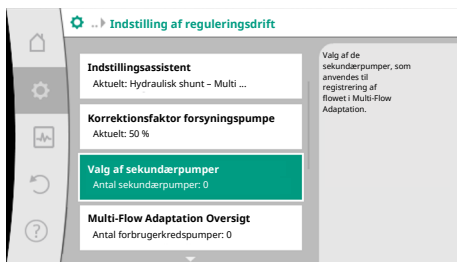 .. Indstilling af reguleringsdrift
Indstillingsassistent
Aktuelt: Hydraulisk shunt – Multi ...
Korrektionsfaktor forsyningspumpe
Aktuelt: 50 %
Valg af sekundærpumper
Antal sekundærpumper: 0
Multi-Flow Adaptation Oversigt
Antal forbrugerkredspumper: 0
Valg af de
sekundærpumper, som
anvendes til
registrering af
flowet i Multi-Flow
Adaptation.